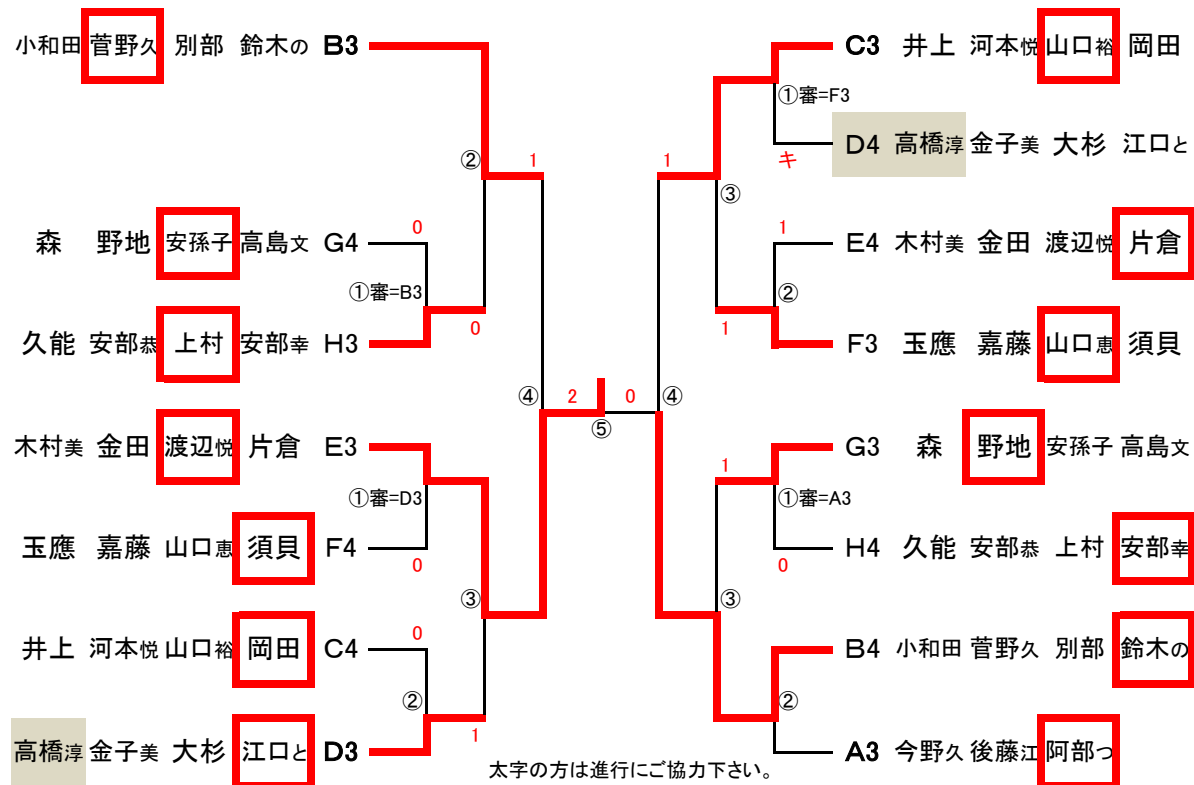 小和田 菅野久 別部 鈴木の B3
C3 井上 河本悦 山口裕 岡田
①審=F3
D4 高橋淳 金子美 大杉 江口と
キ
② 1
1 ③
森 野地 安孫子 高島文 G4
0
1
E4 木村美 金田 渡辺悦 片倉
①審=B3
②
久能 安部恭 上村 安部幸 H3
0
1
F3 玉應 嘉藤 山口恵 須貝
④ 2 0 ④
⑤
木村美 金田 渡辺悦 片倉 E3
1
G3 森 野地 安孫子 高島文
①審=D3
①審=A3
玉應 嘉藤 山口恵 須貝 F4
0
H4 久能 安部恭 上村 安部幸
0
③
③
井上 河本悦 山口裕 岡田 C4
0
B4 小和田 菅野久 別部 鈴木の
②
②
高橋淳 金子美 大杉 江口と D3
1
A3 今野久 後藤江 阿部つ
太字の方は進行にご協力下さい。